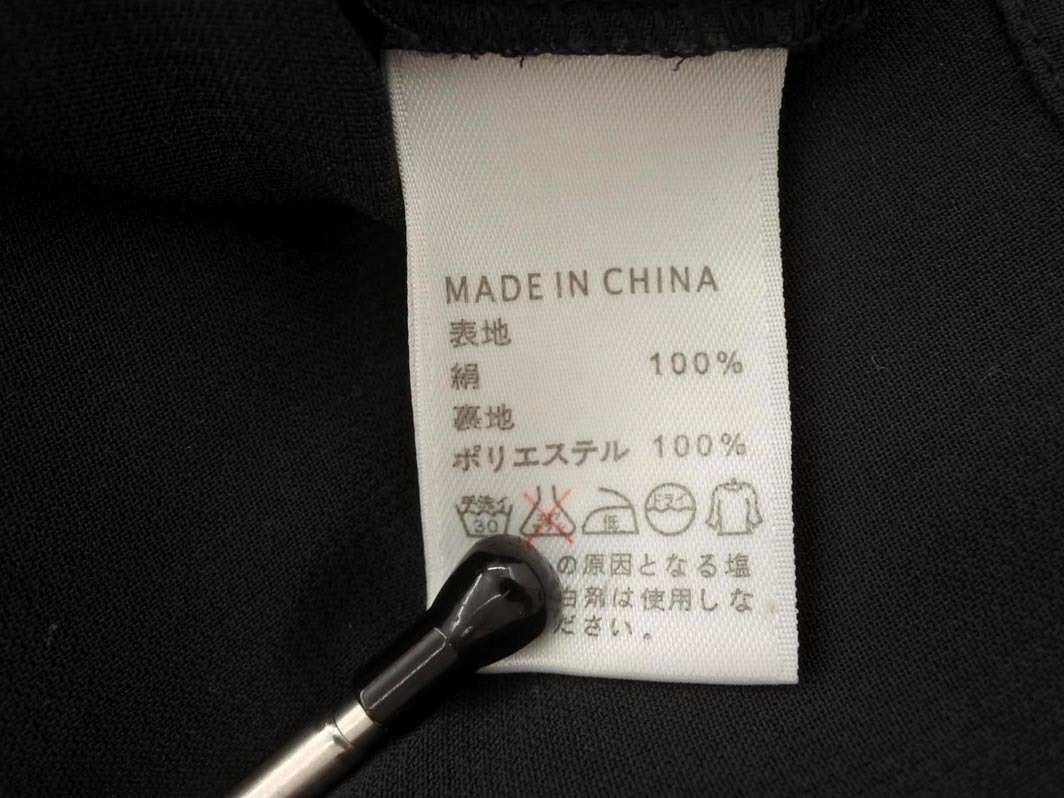 MADE IN CHINA
表地
絹 100%
裏地
ポリエステル 100%
手洗イ 30 低 ドライ
の原因となる塩
白剤は使用しな
ださい。